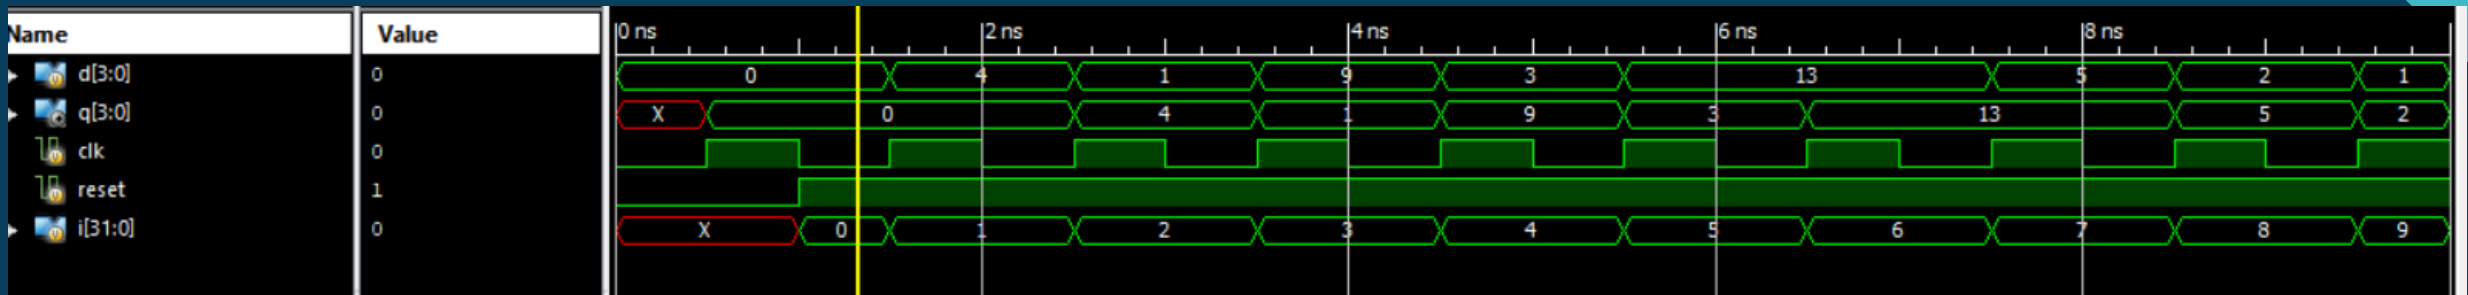 Name Value 0 ns 2 ns 4 ns 6 ns 8 ns
d[3:0] 0 0 4 1 9 3 13 5 2 1
q[3:0] 0 X 0 4 1 9 3 13 5 2
clk 0
reset 1
i[31:0] 0 X 0 1 2 3 4 5 6 7 8 9